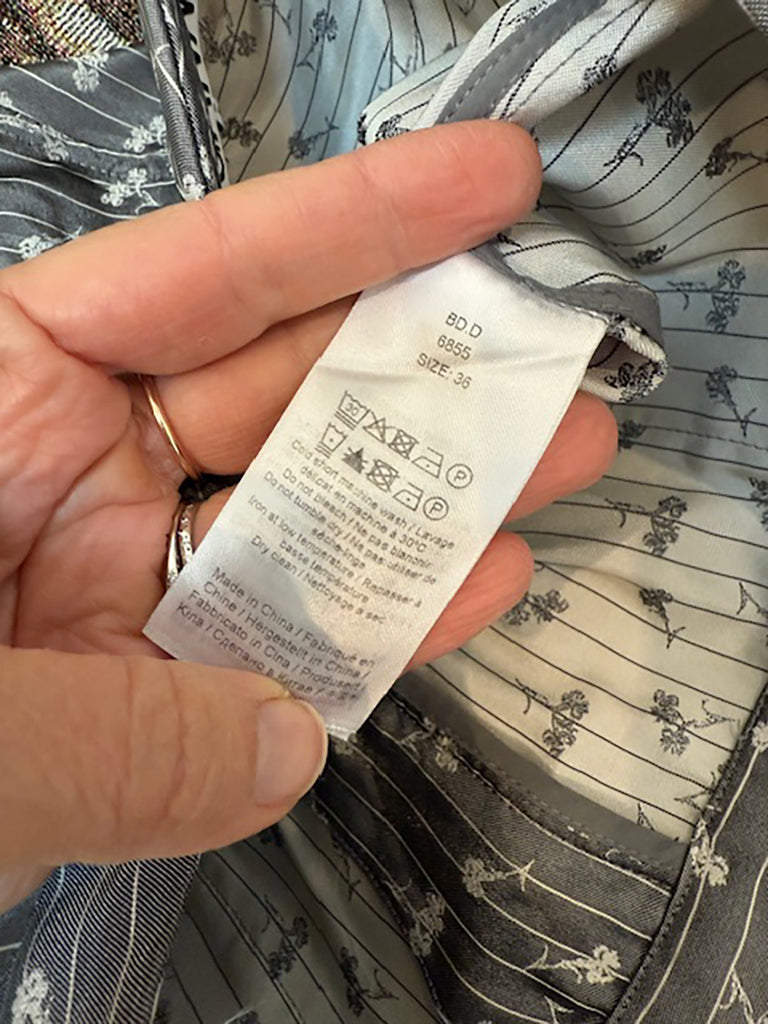 BD.D
6855
SIZE: 36
30 P
P
Cold short machine wash / Lavage
délicat en machine à 30°C
Do not bleach / Ne pas blanchir
Do not tumble dry / Ne pas utiliser de
sèche-linge
Iron at low temperature / Repasser à
basse température
Dry clean / Nettoyage à sec
Made in China / Fabriqué en
Chine / Hergestellt in China /
Fabbricato in Cina / Produsert i
Kina / Сделано в Китае /